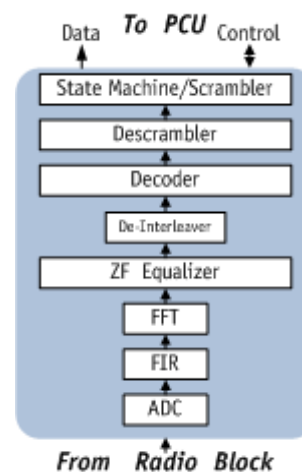 To PCU
Data Control
State Machine/Scrambler
Descrambler
Decoder
De-Interleaver
ZF Equalizer
FFT
FIR
ADC
From Radio Block